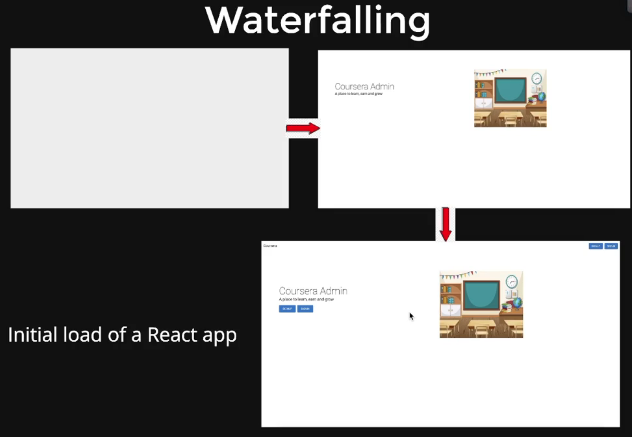 Waterfalling
Coursera Admin
A place to learn, earn and grow
Coursera
Coursera Admin
A place to learn, earn and grow
Initial load of a React app